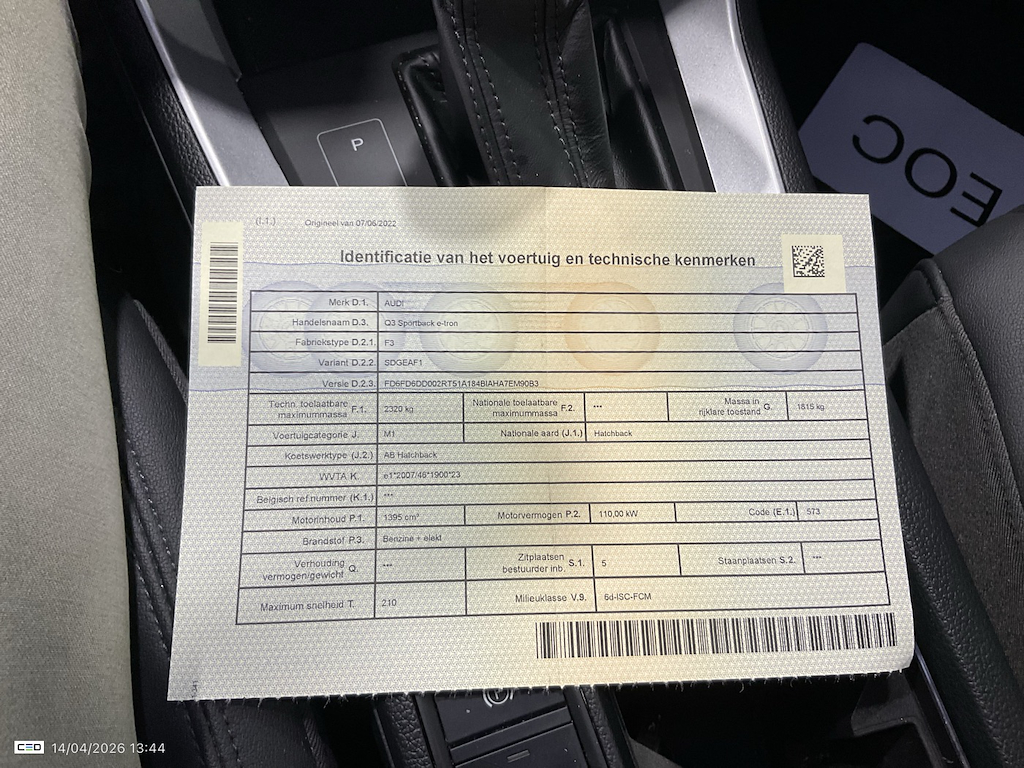 P
EOC
(I.1.) Origineel van 07/06/2022
Identificatie van het voertuig en technische kenmerken
Merk D.1. AUDI
Handelsnaam D.3. Q3 Sportback e-tron
Fabriekstype D.2.1. F3
Variant D.2.2. SDGEAF1
Versie D.2.3. FD6FD6DD002RT51A184BIAHA7EM90B3
Techn. toelaatbare maximummassa F.1. 2320 kg Nationale toelaatbare maximummassa F.2. *** Massa in rijklare toestand G. 1815 kg
Voertuigcategorie J. M1 Nationale aard (J.1.) Hatchback
Koetswerktype (J.2.) AB Hatchback
WVTA K. e1*2007/46*1900*23
Belgisch ref.nummer (K.1.) ***
Motorinhoud P.1. 1395 cm³ Motorvermogen P.2. 110,00 kW Code (E.1.) 573
Brandstof P.3. Benzine + elekt
Verhouding vermogen/gewicht Q. *** Zitplaatsen bestuurder inb. S.1. 5 Staanplaatsen S.2. ***
Maximum snelheid T. 210 Milieuklasse V.9. 6d-ISC-FCM
CED 14/04/2026 13:44